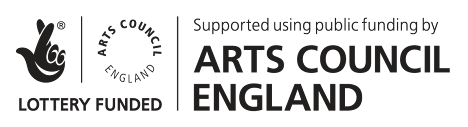 ARTS COUNCIL
ENGLAND
LOTTERY FUNDED
Supported using public funding by
ARTS COUNCIL
ENGLAND